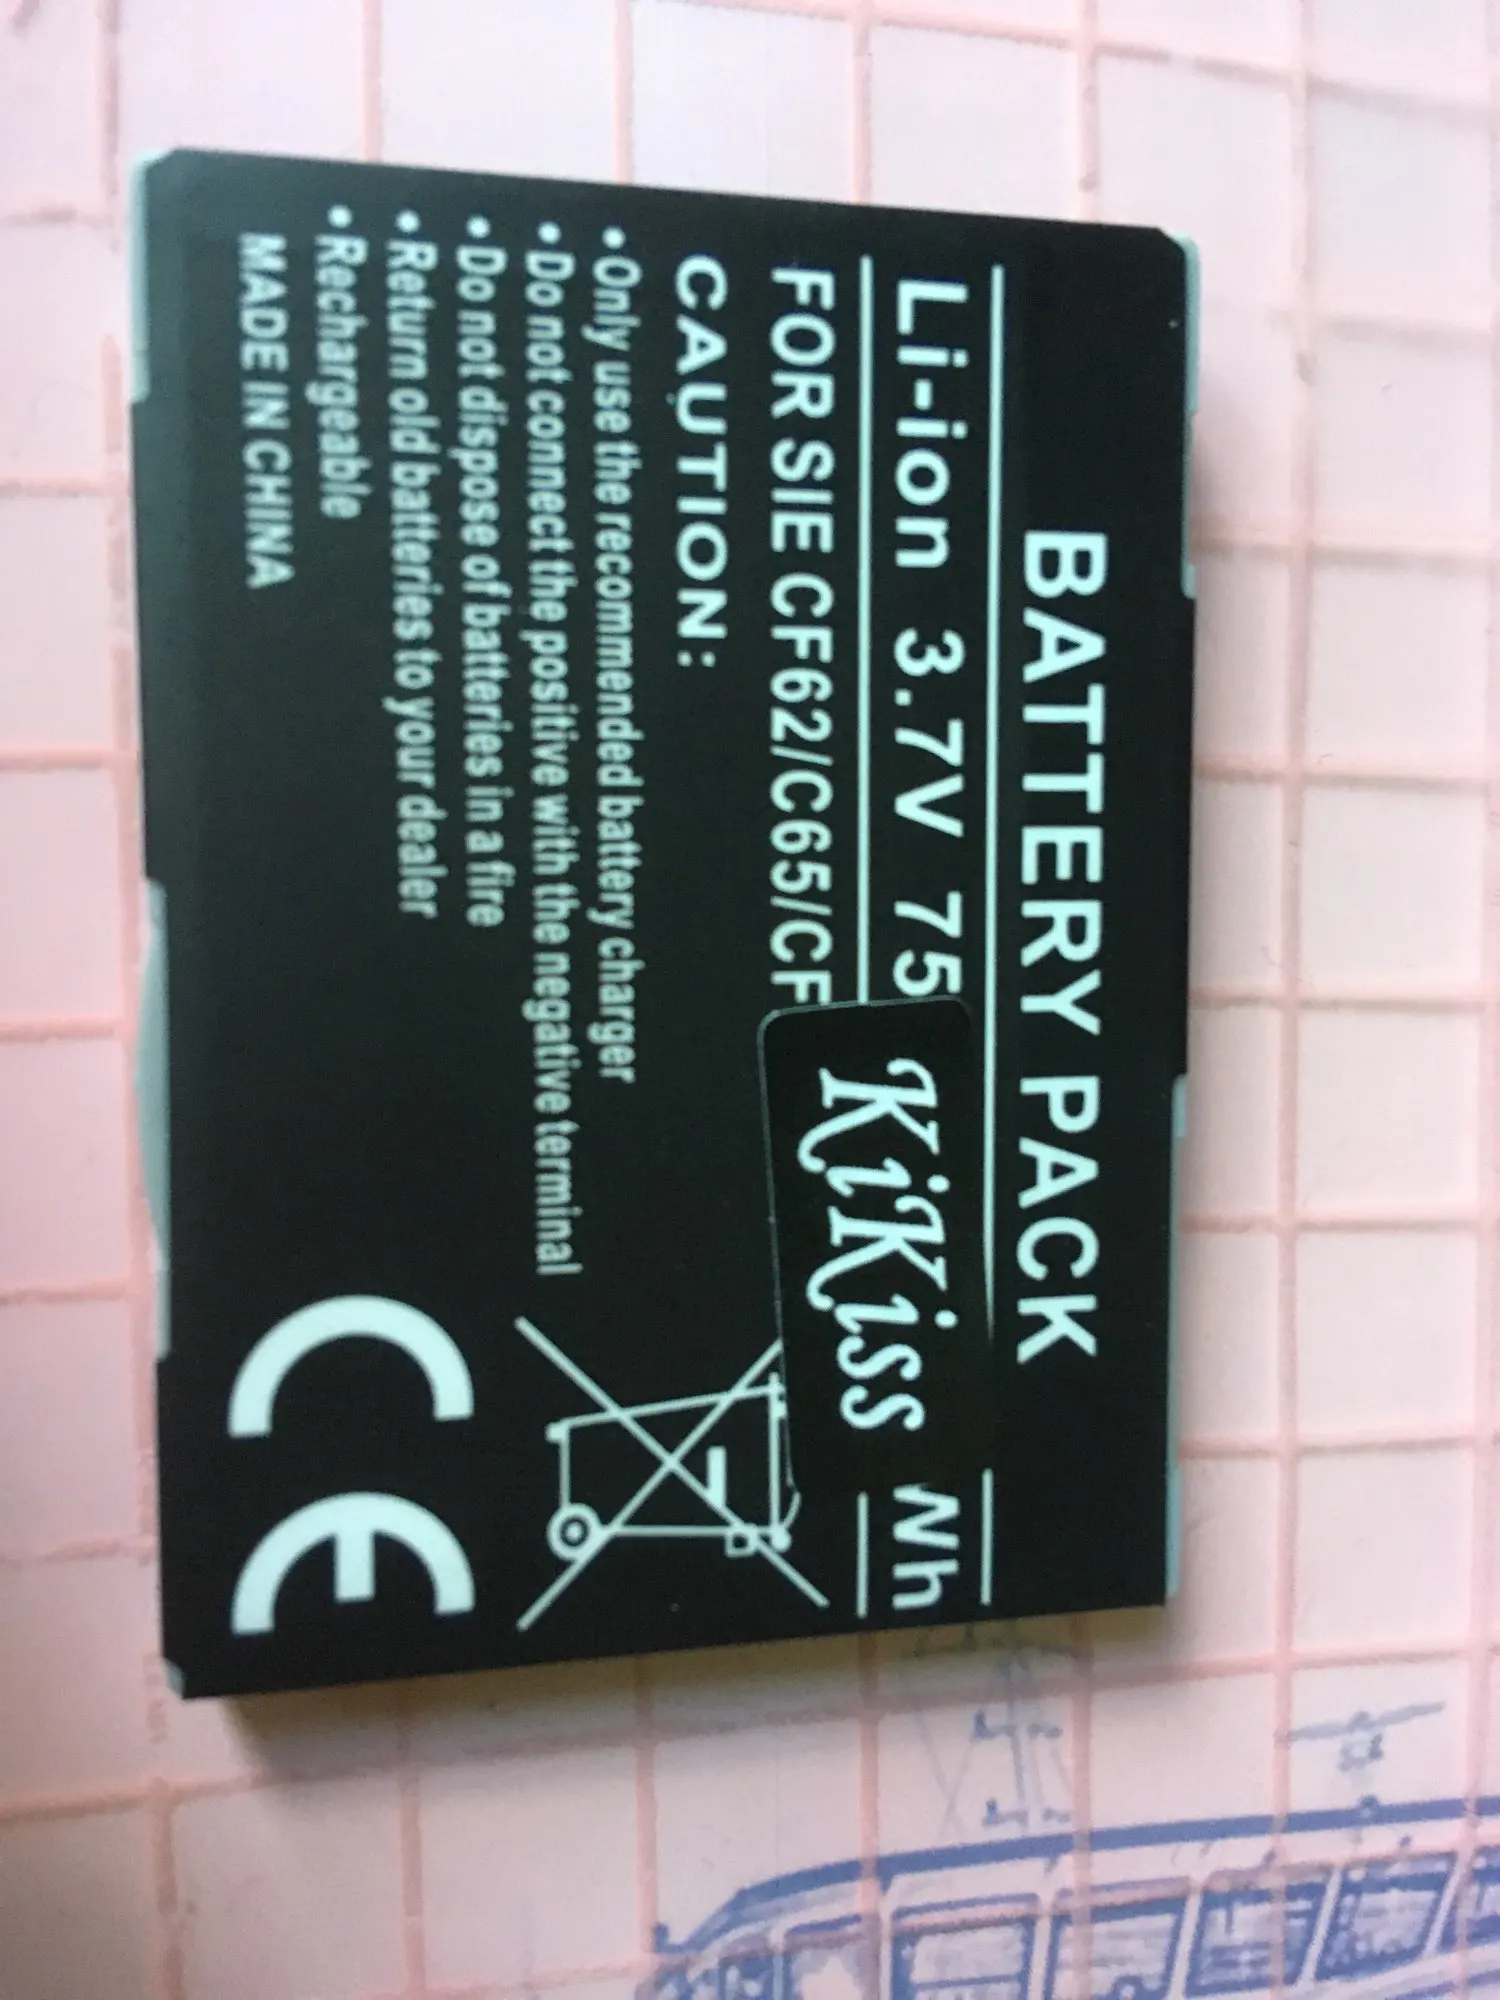 BATTERY PACK
Li-ion 3.7V 75 Wh
FOR SIE CF62/C65/CF
KiKiss
CAUTION:
•Only use the recommended battery charger
•Do not connect the positive with the negative terminal
•Do not dispose of batteries in a fire
•Return old batteries to your dealer
•Rechargeable
MADE IN CHINA
CE